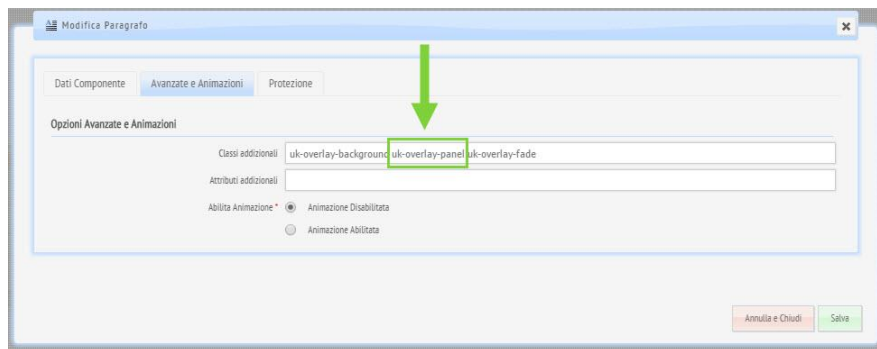 Modifica Paragrafo
Dati Componente Avanzate e Animazioni Protezione
Opzioni Avanzate e Animazioni
Classi addizionali uk-overlay-background uk-overlay-panel uk-overlay-fade
Attributi addizionali
Abilita Animazione * Animazione Disabilitata
Animazione Abilitata
Annulla e Chiudi Salva